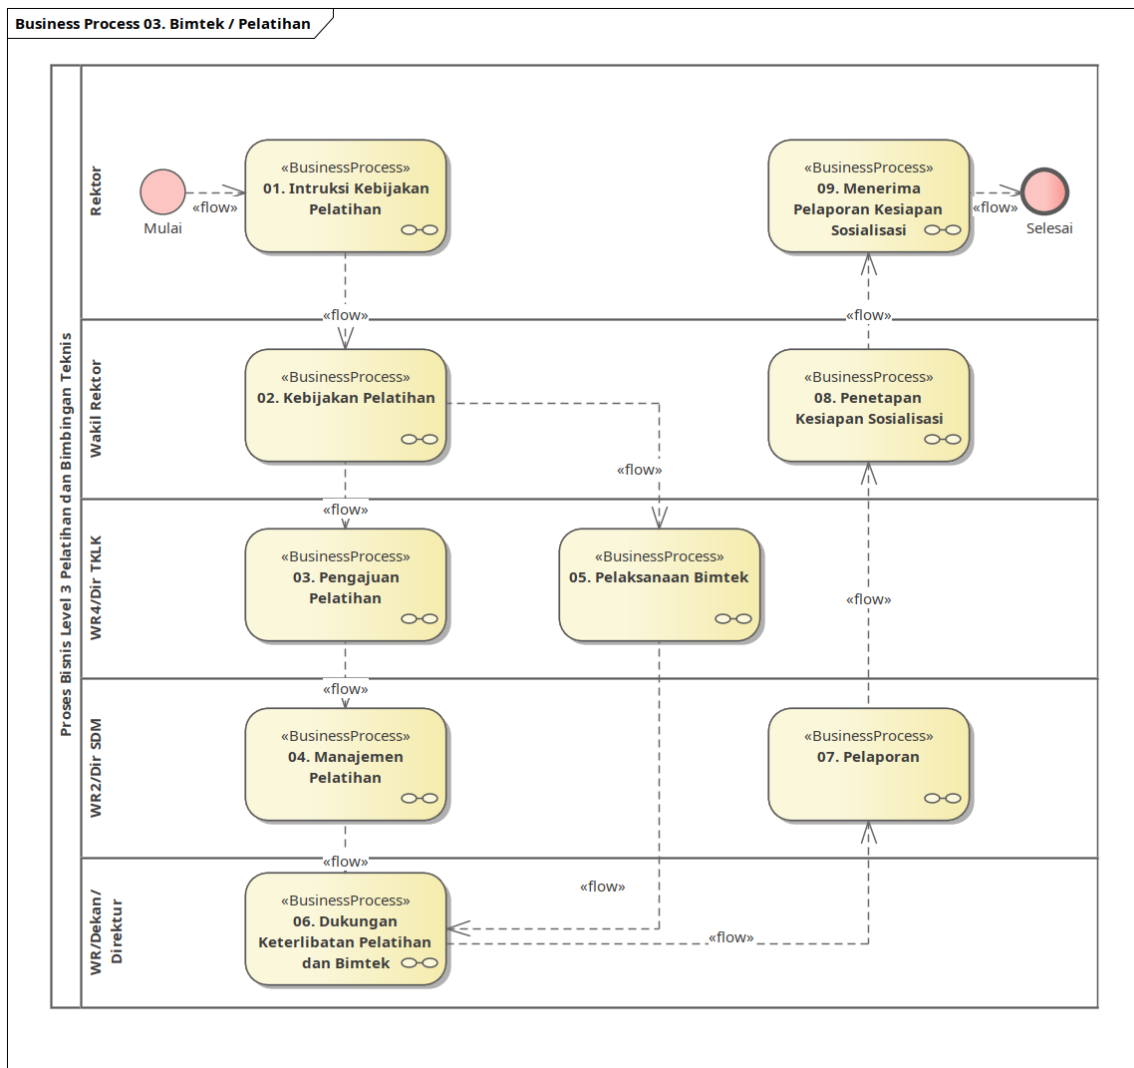 Business Process 03. Bimtek / Pelatihan
Proses Bisnis Level 3 Pelatihan dan Bimbingan Teknis
Rektor
Mulai
«flow»
«BusinessProcess»
01. Intruksi Kebijakan
Pelatihan
«BusinessProcess»
09. Menerima
Pelaporan Kesiapan
Sosialisasi
«flow»
Selesai
«flow»
«flow»
Wakil Rektor
«BusinessProcess»
02. Kebijakan Pelatihan
«BusinessProcess»
08. Penetapan
Kesiapan Sosialisasi
«flow»
«flow»
WR4/Dir TKLK
«BusinessProcess»
03. Pengajuan
Pelatihan
«BusinessProcess»
05. Pelaksanaan Bimtek
«flow»
«flow»
WR2/Dir SDM
«BusinessProcess»
04. Manajemen
Pelatihan
«BusinessProcess»
07. Pelaporan
«flow»
«flow»
WR/Dekan/
Direktur
«BusinessProcess»
06. Dukungan
Keterlibatan Pelatihan
dan Bimtek
«flow»